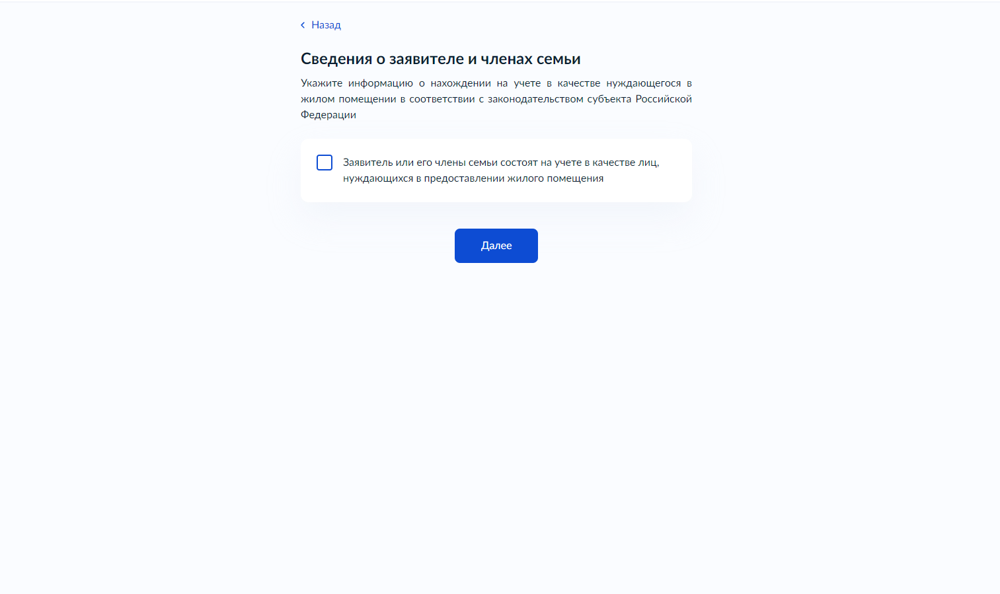 Назад
Сведения о заявителе и членах семьи
Укажите информацию о нахождении на учете в качестве нуждающегося в
жилом помещении в соответствии с законодательством субъекта Российской
Федерации
Заявитель или его члены семьи состоят на учете в качестве лиц,
нуждающихся в предоставлении жилого помещения
Далее